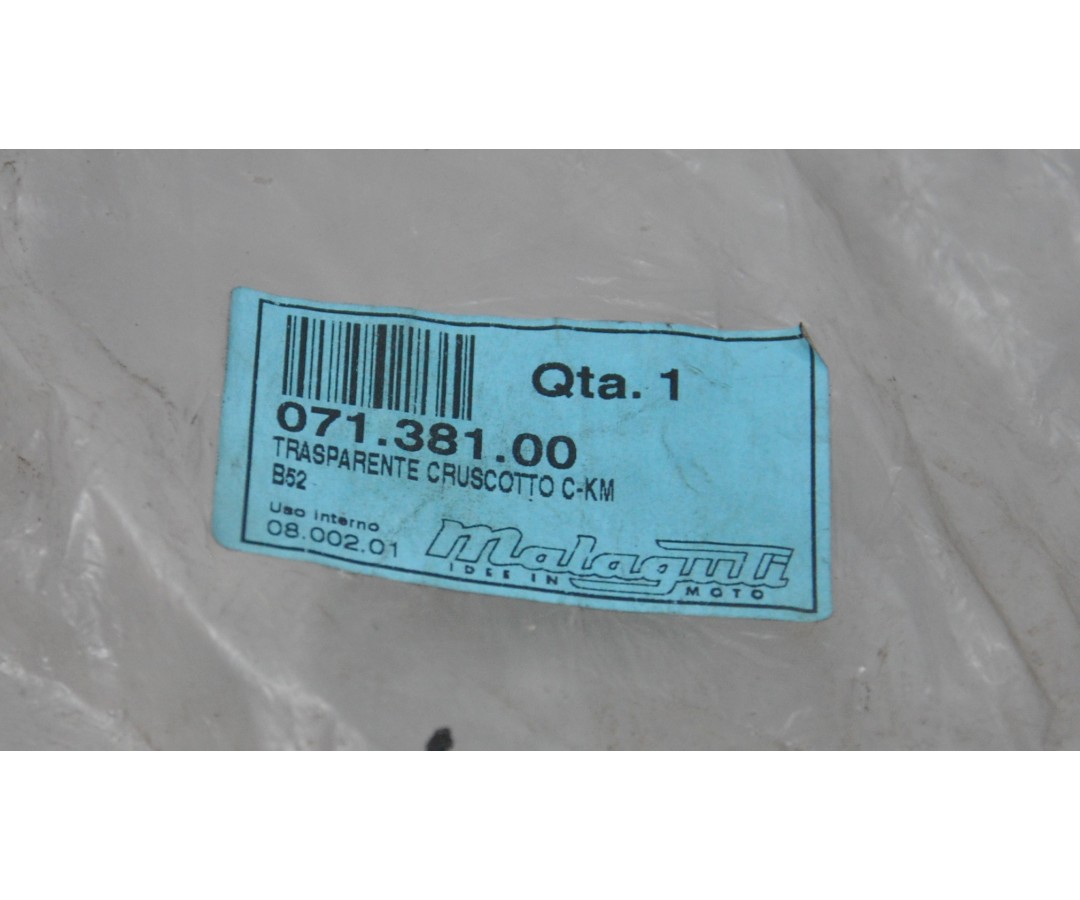 Qta. 1
071.381.00
TRASPARENTE CRUSCOTTO C-KM
B52
Uso interno
08.002.01
Malaguti
IDEE IN MOTO